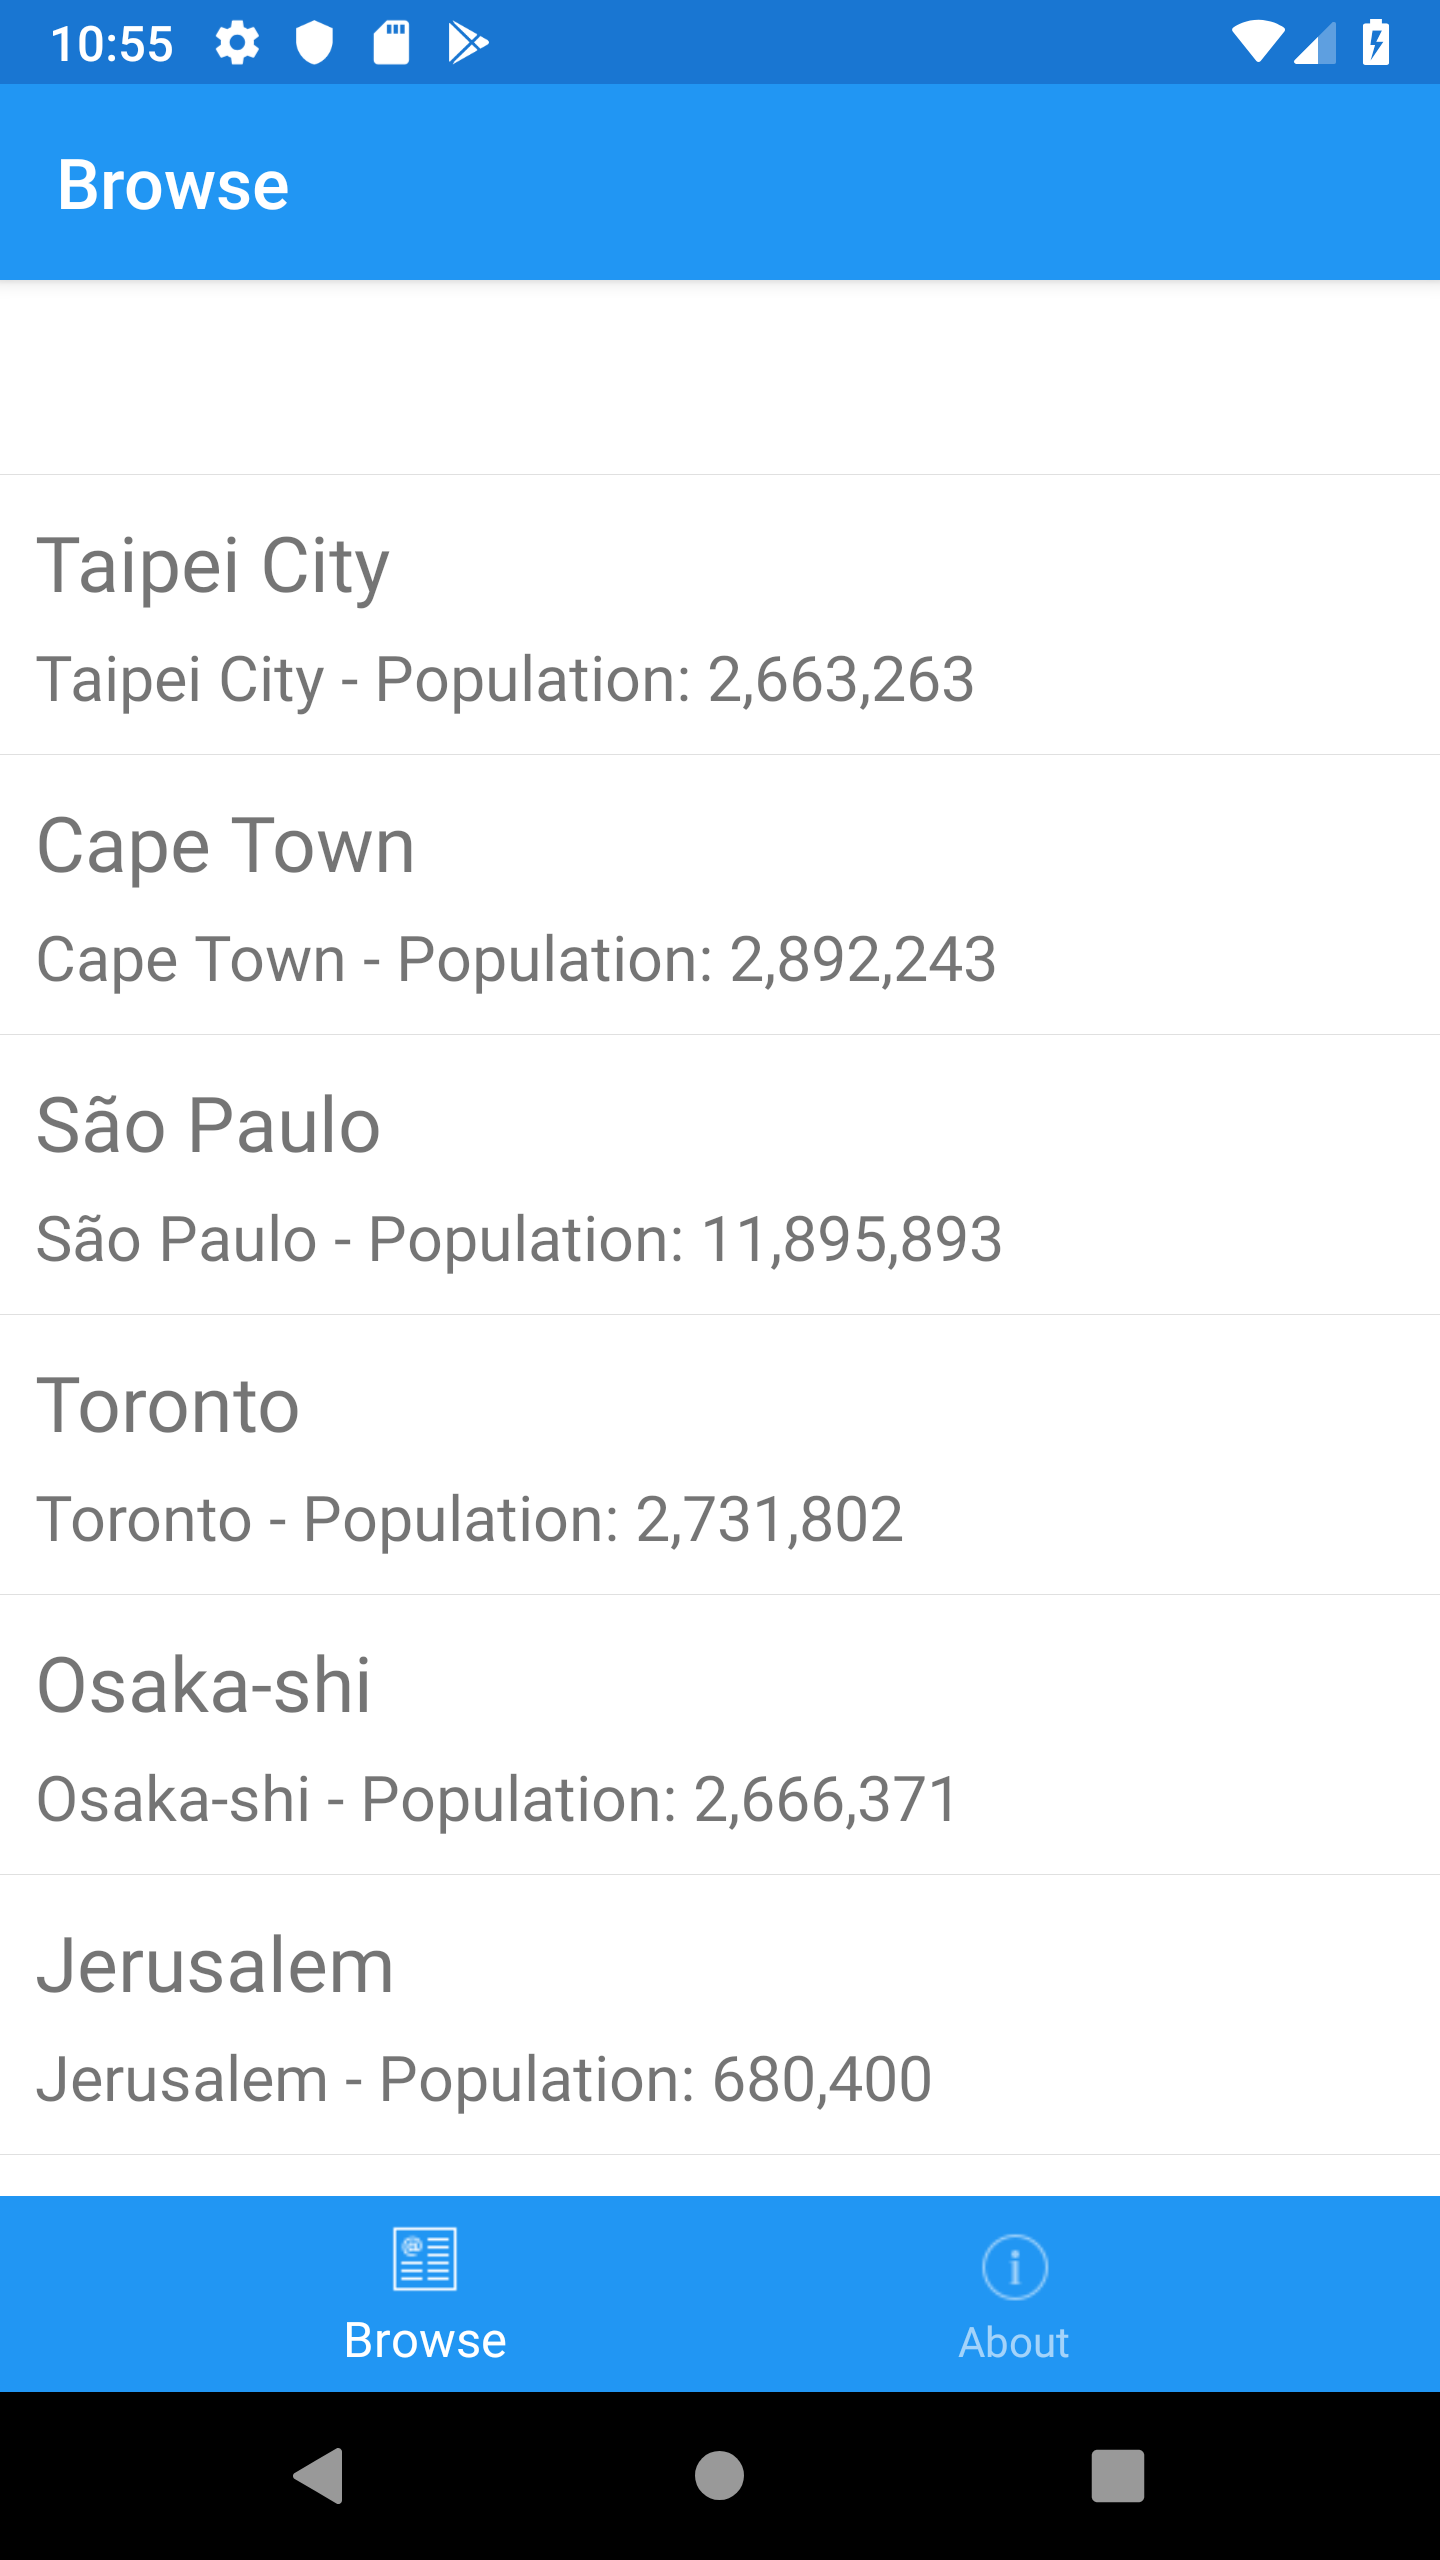 10:55
Browse
Taipei City
Taipei City - Population: 2,663,263
Cape Town
Cape Town - Population: 2,892,243
São Paulo
São Paulo - Population: 11,895,893
Toronto
Toronto - Population: 2,731,802
Osaka-shi
Osaka-shi - Population: 2,666,371
Jerusalem
Jerusalem - Population: 680,400
Browse
About